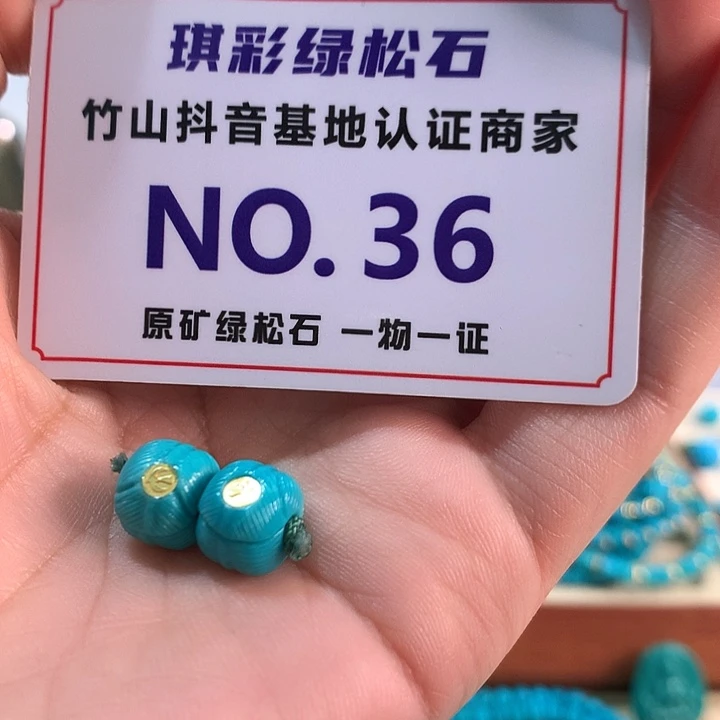 琪彩绿松石
竹山抖音基地认证商家
NO.36
原矿绿松石 一物一证